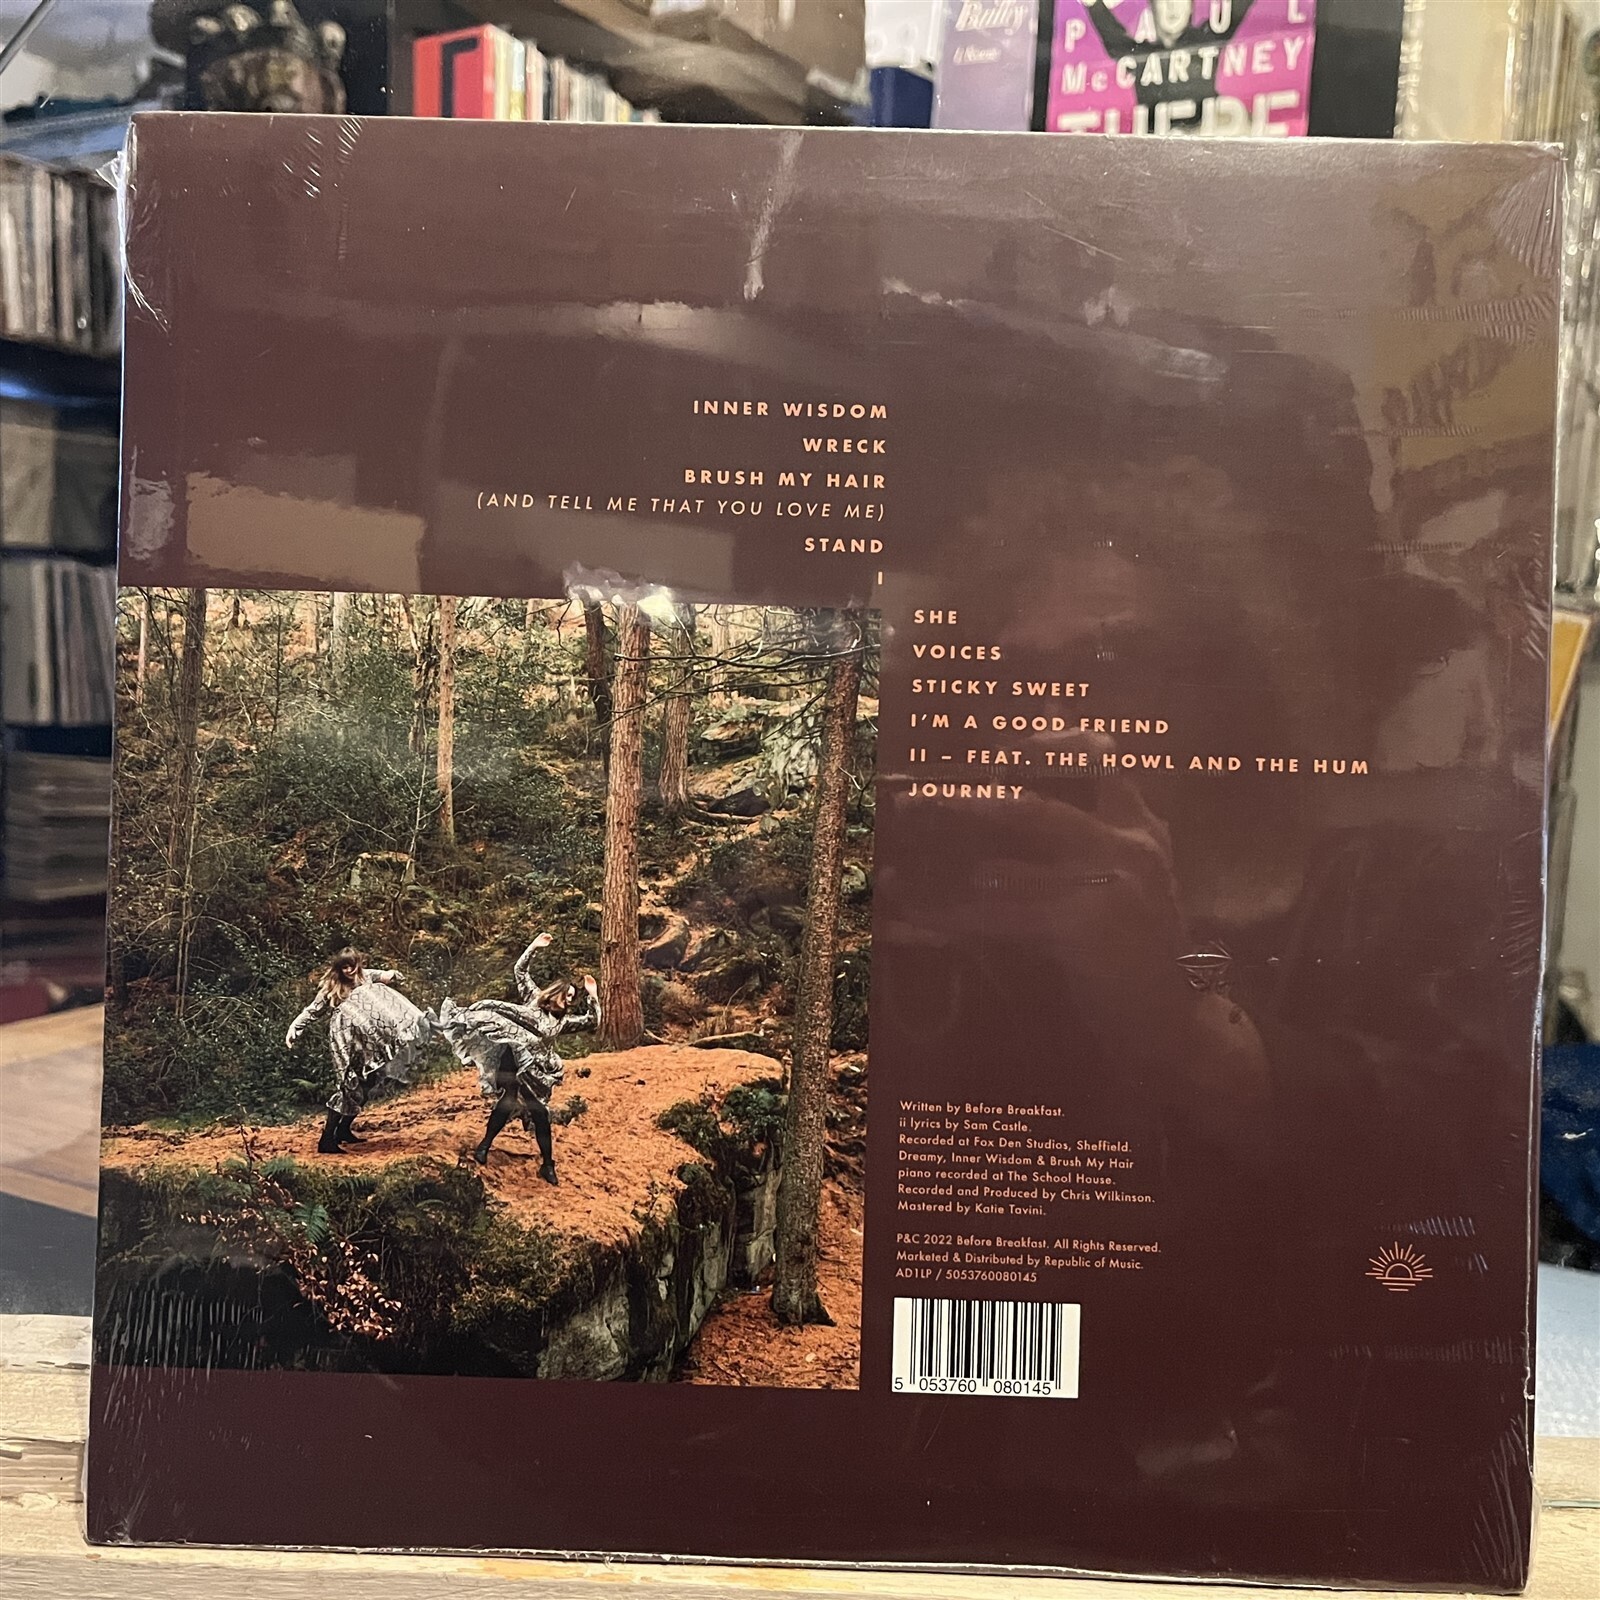 Bailey
PAUL
McCARTNEY
THERE
INNER WISDOM
WRECK
BRUSH MY HAIR
(AND TELL ME THAT YOU LOVE ME)
STAND
I
SHE
VOICES
STICKY SWEET
I'M A GOOD FRIEND
II – FEAT. THE HOWL AND THE HUM
JOURNEY
Written by Before Breakfast.
ii lyrics by Sam Castle.
Recorded at Fox Den Studios, Sheffield.
Dreamy, Inner Wisdom & Brush My Hair
piano recorded at The School House.
Recorded and Produced by Chris Wilkinson.
Mastered by Katie Tavini.
P&C 2022 Before Breakfast. All Rights Reserved.
Marketed & Distributed by Republic of Music.
AD1LP / 5053760080145
5 053760 080145